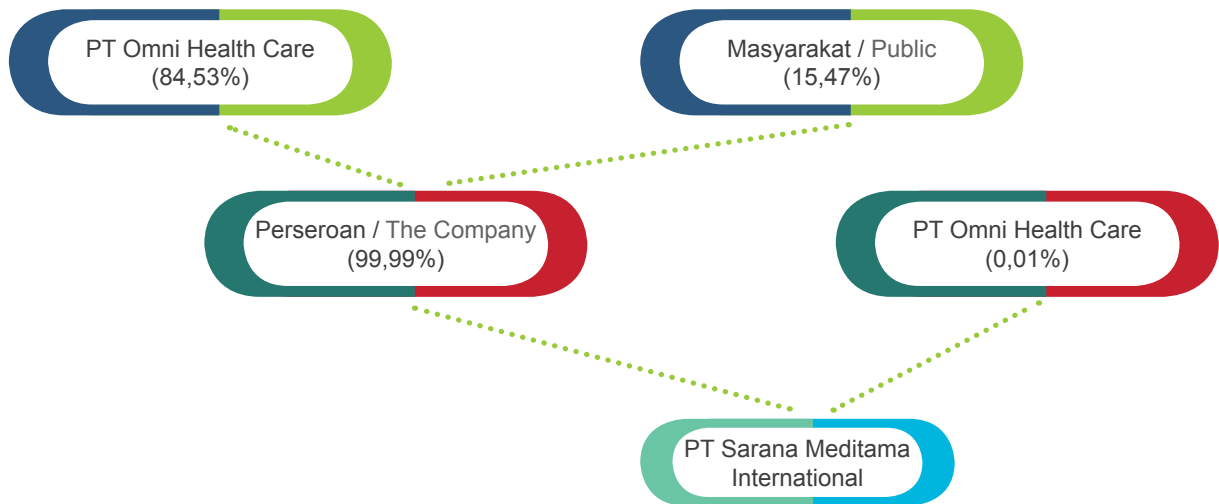 PT Omni Health Care
(84,53%)
Masyarakat / Public
(15,47%)
Perseroan / The Company
(99,99%)
PT Omni Health Care
(0,01%)
PT Sarana Meditama
International